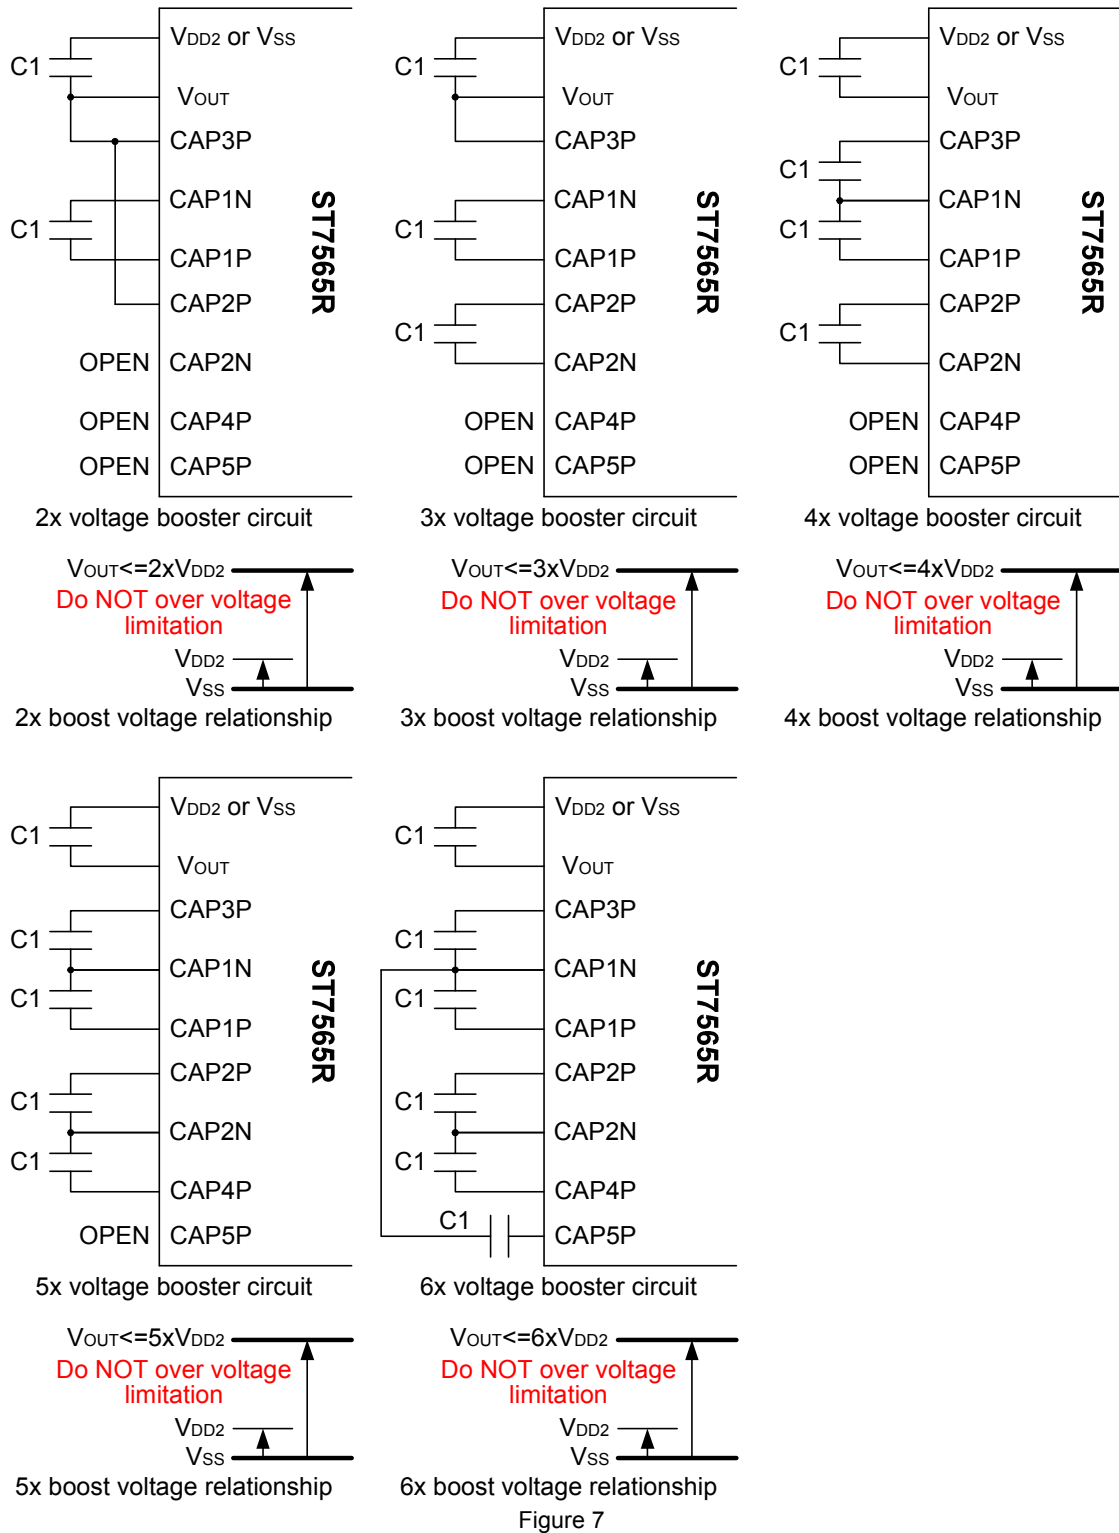 VDD2 or VSS
C1
VOUT
CAP3P
CAP1N
C1
CAP1P
CAP2P
OPEN CAP2N
OPEN CAP4P
OPEN CAP5P
ST7565R
2x voltage booster circuit
VOUT<=2xVDD2
Do NOT over voltage
limitation
VDD2
VSS
2x boost voltage relationship
VDD2 or VSS
C1
VOUT
CAP3P
CAP1N
C1
CAP1P
CAP2P
C1
CAP2N
OPEN CAP4P
OPEN CAP5P
ST7565R
3x voltage booster circuit
VOUT<=3xVDD2
Do NOT over voltage
limitation
VDD2
VSS
3x boost voltage relationship
VDD2 or VSS
C1
VOUT
CAP3P
C1
CAP1N
C1
CAP1P
CAP2P
C1
CAP2N
OPEN CAP4P
OPEN CAP5P
ST7565R
4x voltage booster circuit
VOUT<=4xVDD2
Do NOT over voltage
limitation
VDD2
VSS
4x boost voltage relationship
VDD2 or VSS
C1
VOUT
CAP3P
C1
CAP1N
C1
CAP1P
CAP2P
C1
CAP2N
C1
CAP4P
OPEN CAP5P
ST7565R
5x voltage booster circuit
VOUT<=5xVDD2
Do NOT over voltage
limitation
VDD2
VSS
5x boost voltage relationship
VDD2 or VSS
C1
VOUT
CAP3P
C1
CAP1N
C1
CAP1P
CAP2P
C1
CAP2N
C1
CAP4P
C1
CAP5P
ST7565R
6x voltage booster circuit
VOUT<=6xVDD2
Do NOT over voltage
limitation
VDD2
VSS
6x boost voltage relationship
Figure 7